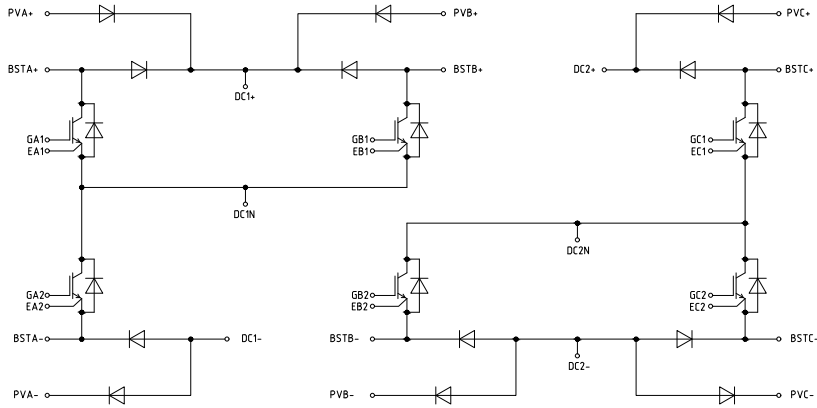 PVA+ PVB+ PVC+
BSTA+ BSTB+ DC2+ BSTC+
DC1+
GA1 GB1 GC1
EA1 EB1 EC1
DC1N
DC2N
GA2 GB2 GC2
EA2 EB2 EC2
BSTA- DC1- BSTB- BSTC-
DC2-
PVA- PVB- PVC-